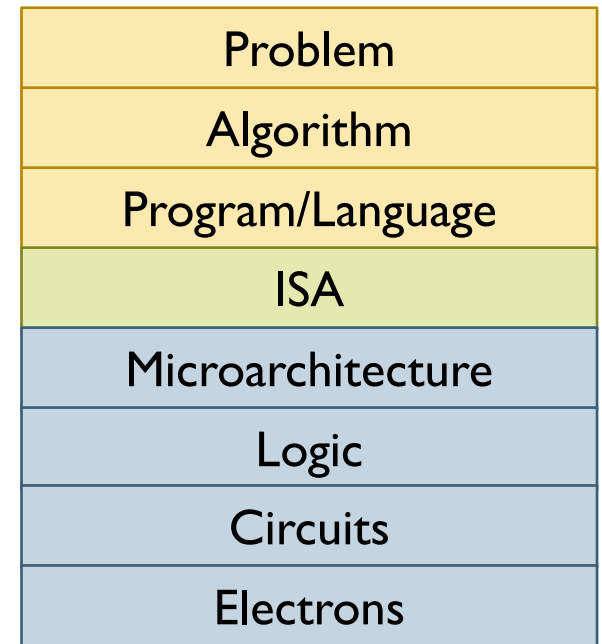 Problem
Algorithm
Program/Language
ISA
Microarchitecture
Logic
Circuits
Electrons